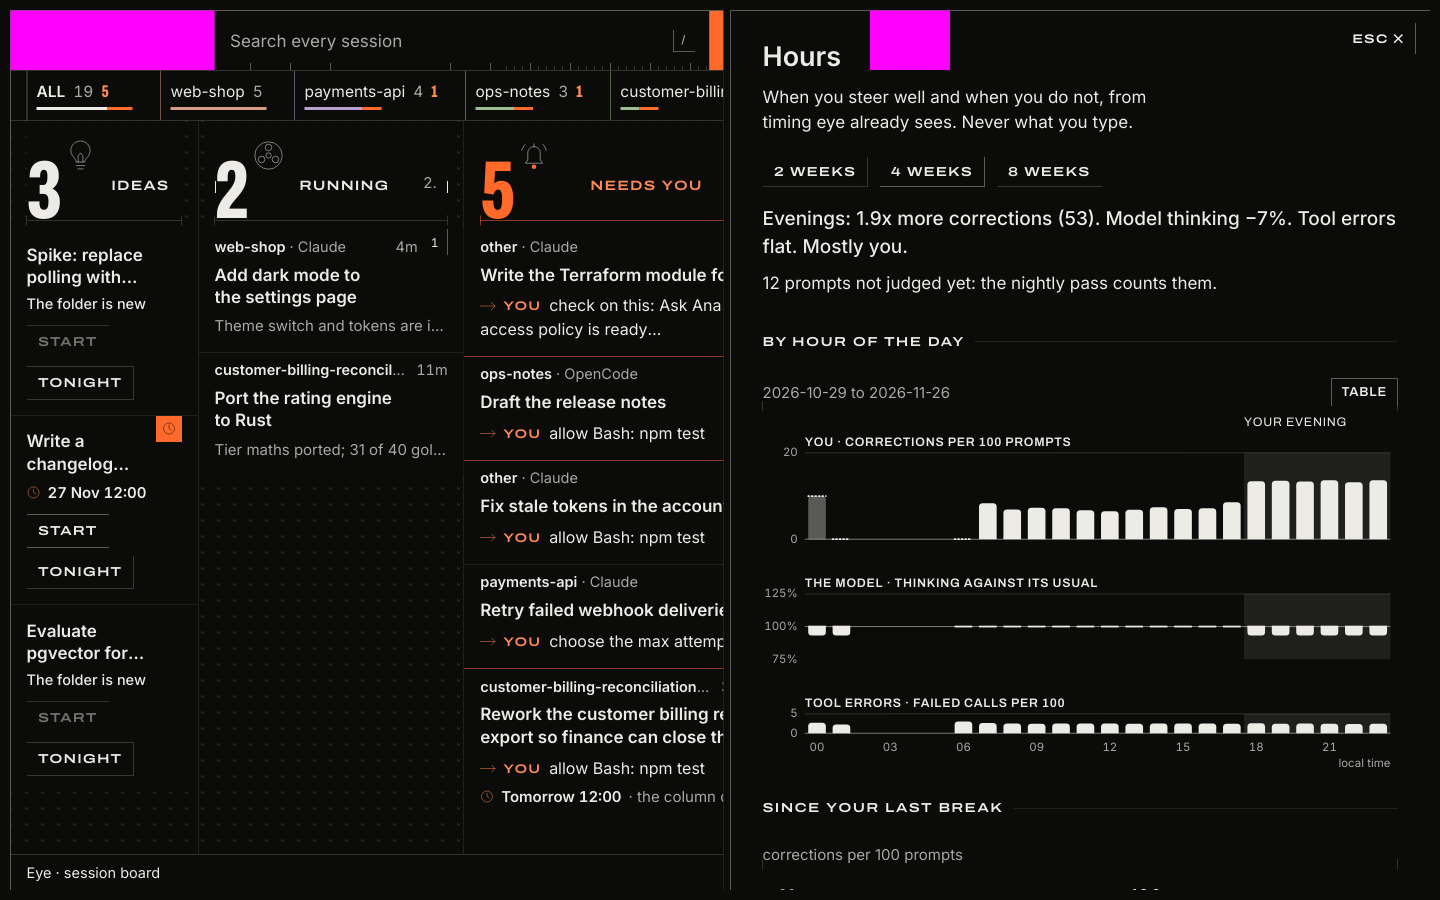 Search every session
/
ALL 19 5
web-shop 5
payments-api 4 1
ops-notes 3 1
customer-billin
3 IDEAS
Spike: replace
polling with...
The folder is new
START
TONIGHT
Write a
changelog...
27 Nov 12:00
START
TONIGHT
Evaluate
pgvector for...
The folder is new
START
TONIGHT
2 RUNNING 2.
web-shop · Claude 4m 1
Add dark mode to
the settings page
Theme switch and tokens are i...
customer-billing-reconcil... 11m
Port the rating engine
to Rust
Tier maths ported; 31 of 40 gol...
5 NEEDS YOU
other · Claude
Write the Terraform module fo
→ YOU check on this: Ask Ana
access policy is ready...
ops-notes · OpenCode
Draft the release notes
→ YOU allow Bash: npm test
other · Claude
Fix stale tokens in the accoun
→ YOU allow Bash: npm test
payments-api · Claude
Retry failed webhook deliverie
→ YOU choose the max attemp
customer-billing-reconciliation...
Rework the customer billing re
export so finance can close th
→ YOU allow Bash: npm test
Tomorrow 12:00 · the column
Eye · session board
Hours
ESC ×
When you steer well and when you do not, from
timing eye already sees. Never what you type.
2 WEEKS 4 WEEKS 8 WEEKS
Evenings: 1.9x more corrections (53). Model thinking −7%. Tool errors
flat. Mostly you.
12 prompts not judged yet: the nightly pass counts them.
BY HOUR OF THE DAY
2026-10-29 to 2026-11-26
TABLE
YOUR EVENING
YOU · CORRECTIONS PER 100 PROMPTS
20
0
THE MODEL · THINKING AGAINST ITS USUAL
125%
100%
75%
TOOL ERRORS · FAILED CALLS PER 100
5
0
00 03 06 09 12 15 18 21
local time
SINCE YOUR LAST BREAK
corrections per 100 prompts